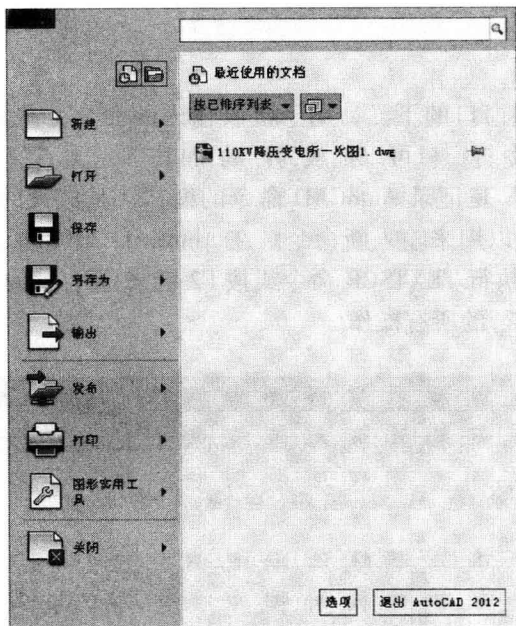 最近使用的文档
按已排序列表
110KV降压变电所一次图1.dwg
新建
打开
保存
另存为
输出
发布
打印
图形实用工
具
关闭
选项
退出 AutoCAD 2012